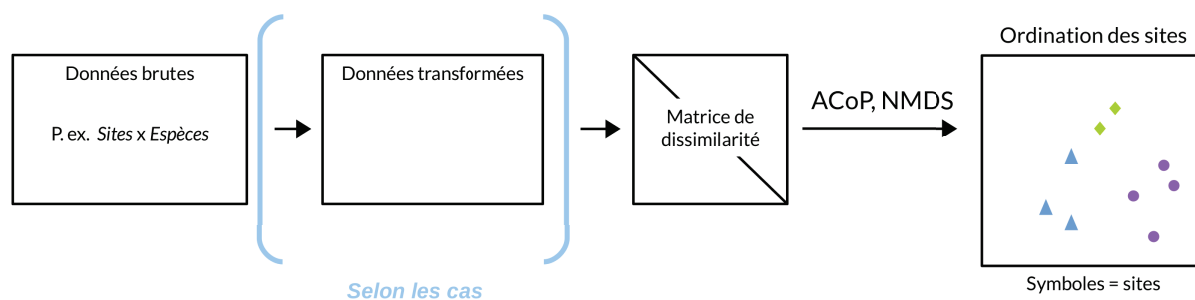 Ordination des sites
Données brutes
Données transformées
P. ex. Sites x Espèces
Matrice de
dissimilarité
ACoP, NMDS
Symboles = sites
Selon les cas